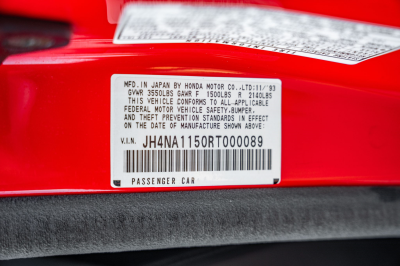 MFD.IN JAPAN BY HONDA MOTOR CO.,LTD.11/'93
GVWR 3550LBS GAWR F 1500LBS R 2140LBS
THIS VEHICLE CONFORMS TO ALL APPLICABLE
FEDERAL MOTOR VEHICLE SAFETY,BUMPER,
AND THEFT PREVENTION STANDARDS IN EFFECT
ON THE DATE OF MANUFACTURE SHOWN ABOVE.
V.I.N. JH4NA1150RT000089
PASSENGER CAR